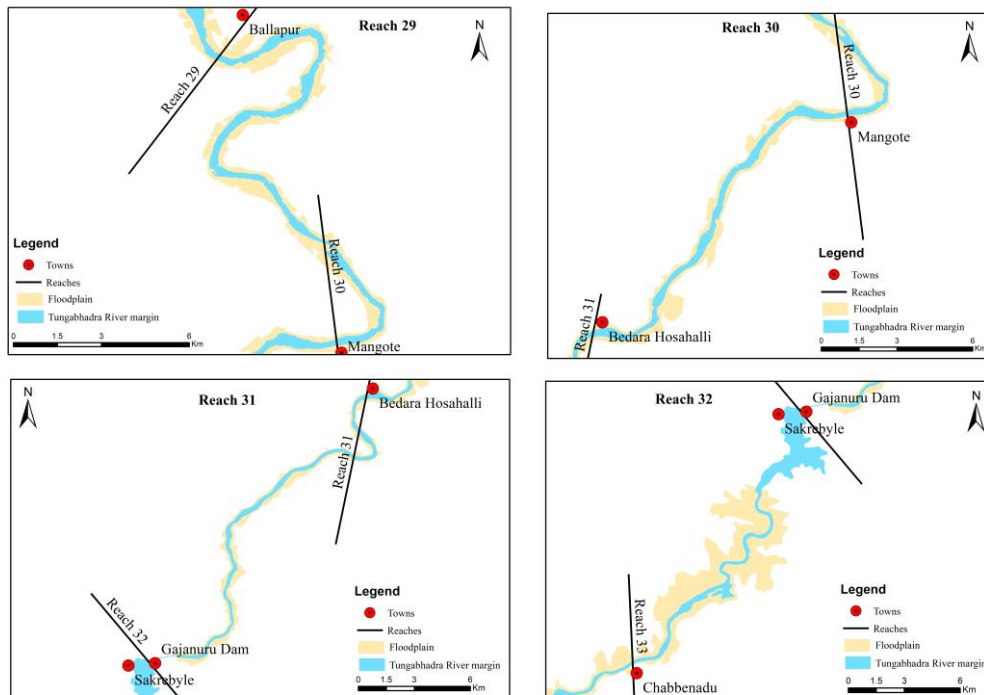 Ballapur
Reach 29
N
Reach 29
Reach 30
Mangote
Legend
Towns
Reaches
Floodplain
Tungabhadra River margin
0 1.5 3 6
Km
Reach 30
N
Reach 30
Mangote
Reach 31
Bedara Hosahalli
Legend
Towns
Reaches
Floodplain
Tungabhadra River margin
0 1.5 3 6
Km
N
Reach 31
Bedara Hosahalli
Reach 31
Reach 32
Gajanuru Dam
Sakrebyle
Legend
Towns
Reaches
Floodplain
Tungabhadra River margin
0 1.5 3 6
Km
Reach 32
Gajanuru Dam
Sakrebyle
N
Reach 33
Chabbenadu
Legend
Towns
Reaches
Floodplain
Tungabhadra River margin
0 1.5 3 6
Km